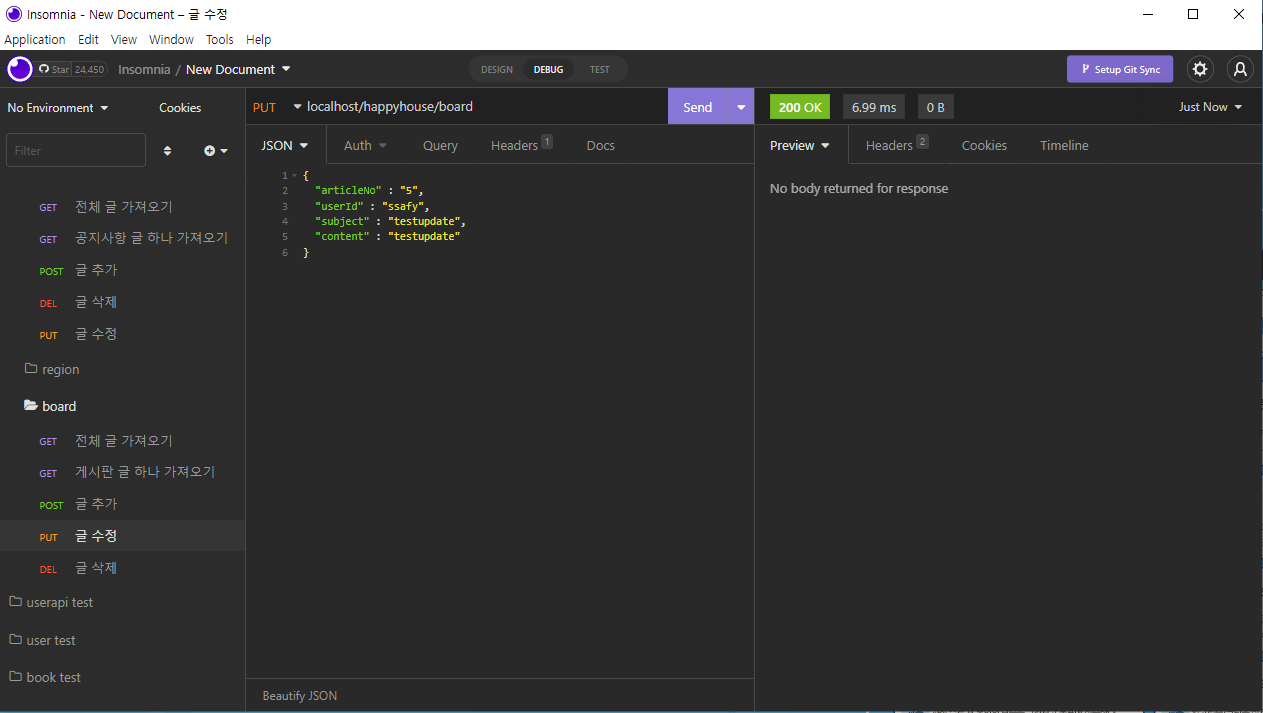 Insomnia - New Document – 글 수정
Application Edit View Window Tools Help
Star 24,450 Insomnia / New Document DESIGN DEBUG TEST Setup Git Sync
No Environment Cookies
Filter
GET 전체 글 가져오기
GET 공지사항 글 하나 가져오기
POST 글 추가
DEL 글 삭제
PUT 글 수정
region
board
GET 전체 글 가져오기
GET 게시판 글 하나 가져오기
POST 글 추가
PUT 글 수정
DEL 글 삭제
userapi test
user test
book test
PUT localhost/happyhouse/board Send
JSON Auth Query Headers 1 Docs
1 {
2 "articleNo" : "5",
3 "userId" : "ssafy",
4 "subject" : "testupdate",
5 "content" : "testupdate"
6 }
Beautify JSON
200 OK 6.99 ms 0 B Just Now
Preview Headers 2 Cookies Timeline
No body returned for response